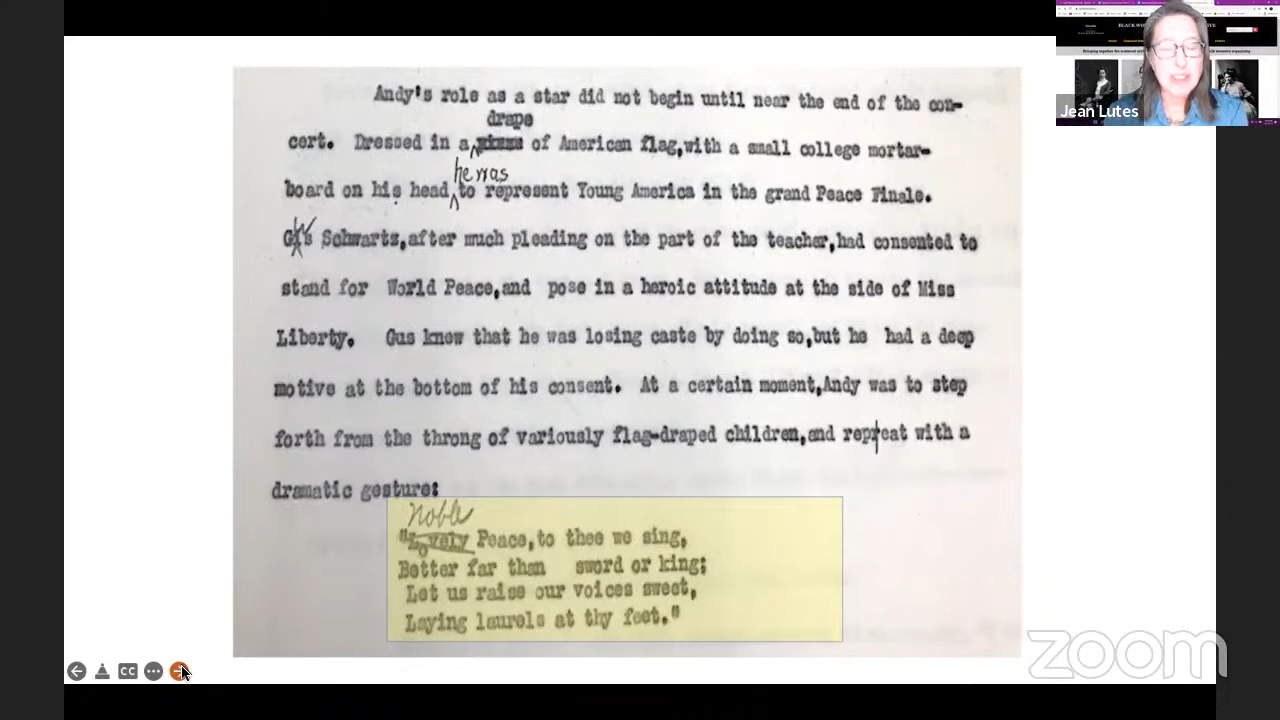 Andy's role as a star did not begin until near the end of the con-
drape
cert. Dressed in a of American flag,with a small college mortar-
he was
board on his head,to represent Young America in the grand Peace Finale.
Gus Schwartz,after much pleading on the part of the teacher,had consented to
stand for World Peace,and pose in a heroic attitude at the side of Miss
Liberty. Gus knew that he was losing caste by doing so,but he had a deep
motive at the bottom of his consent. At a certain moment,Andy was to step
forth from the throng of variously flag-draped children,and repreat with a
dramatic gesture:
Noble
"Lovely Peace,to thee we sing,
Better far than sword or king;
Let us raise our voices sweet,
Laying laurels at thy feet."
Jean Lutes
CC
zoom